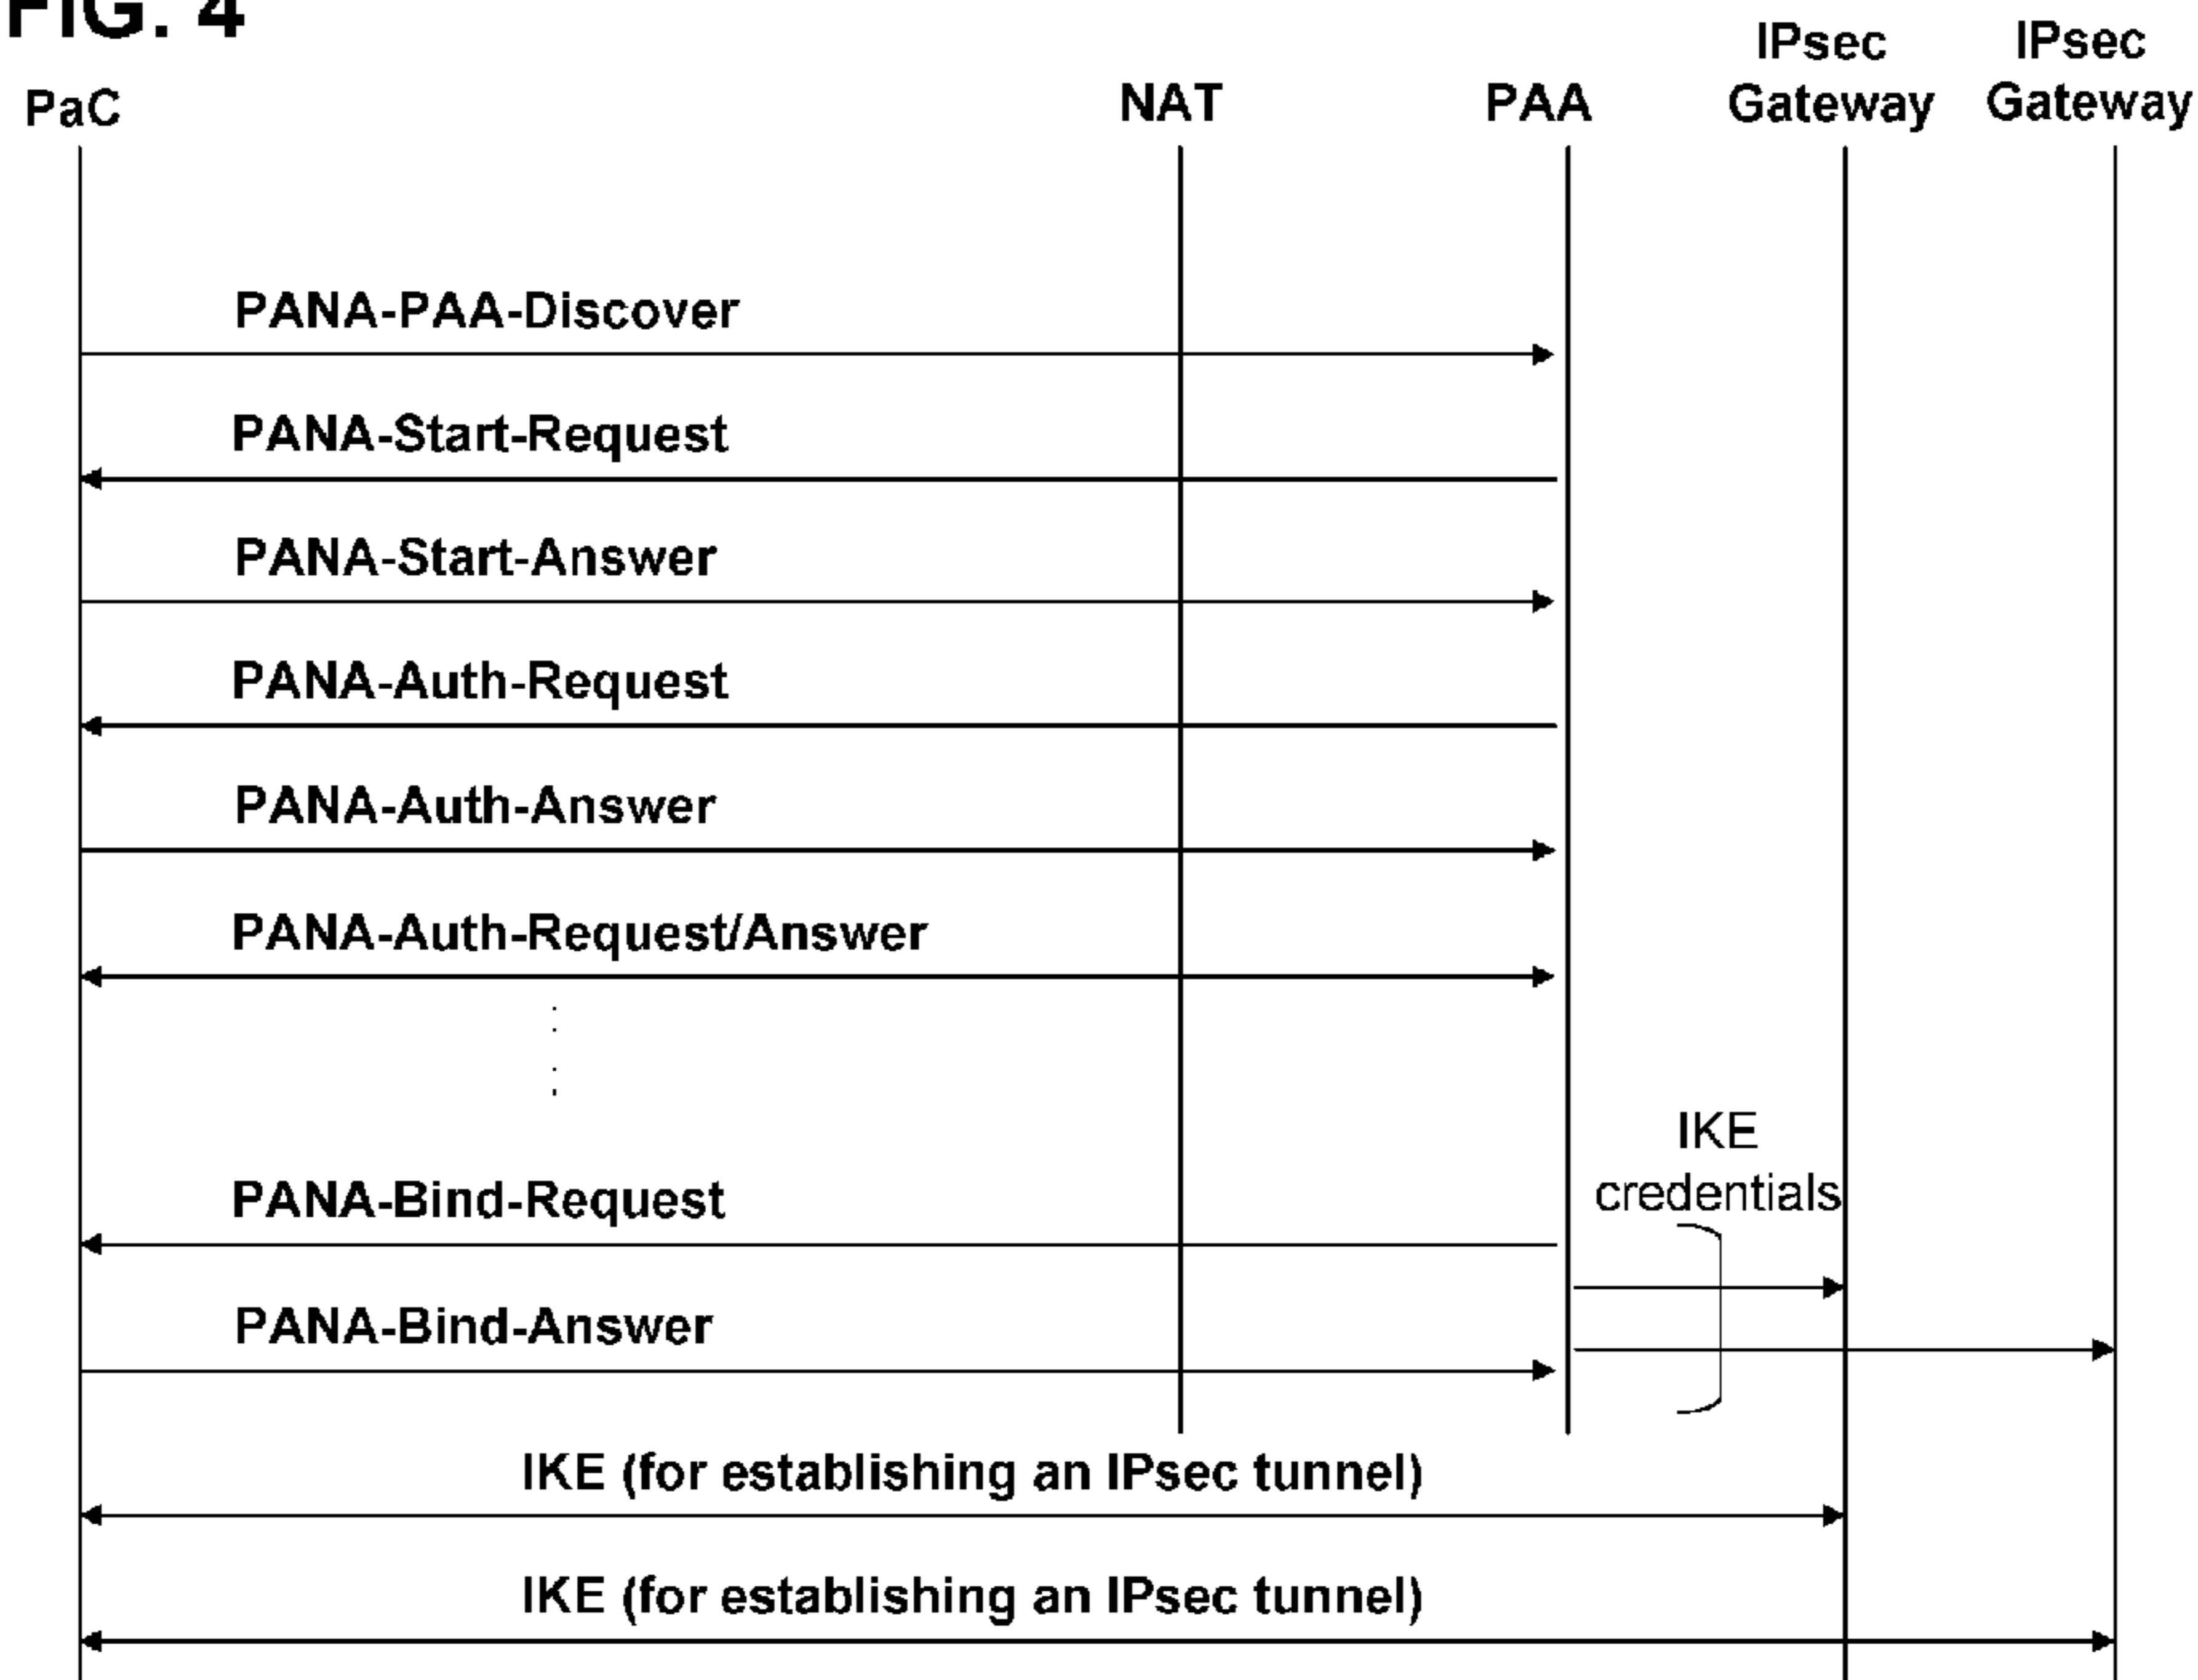 FIG. 4
PaC
NAT
PAA
IPsec
Gateway
IPsec
Gateway
PANA-PAA-Discover
PANA-Start-Request
PANA-Start-Answer
PANA-Auth-Request
PANA-Auth-Answer
PANA-Auth-Request/Answer
IKE
credentials
PANA-Bind-Request
PANA-Bind-Answer
IKE (for establishing an IPsec tunnel)
IKE (for establishing an IPsec tunnel)